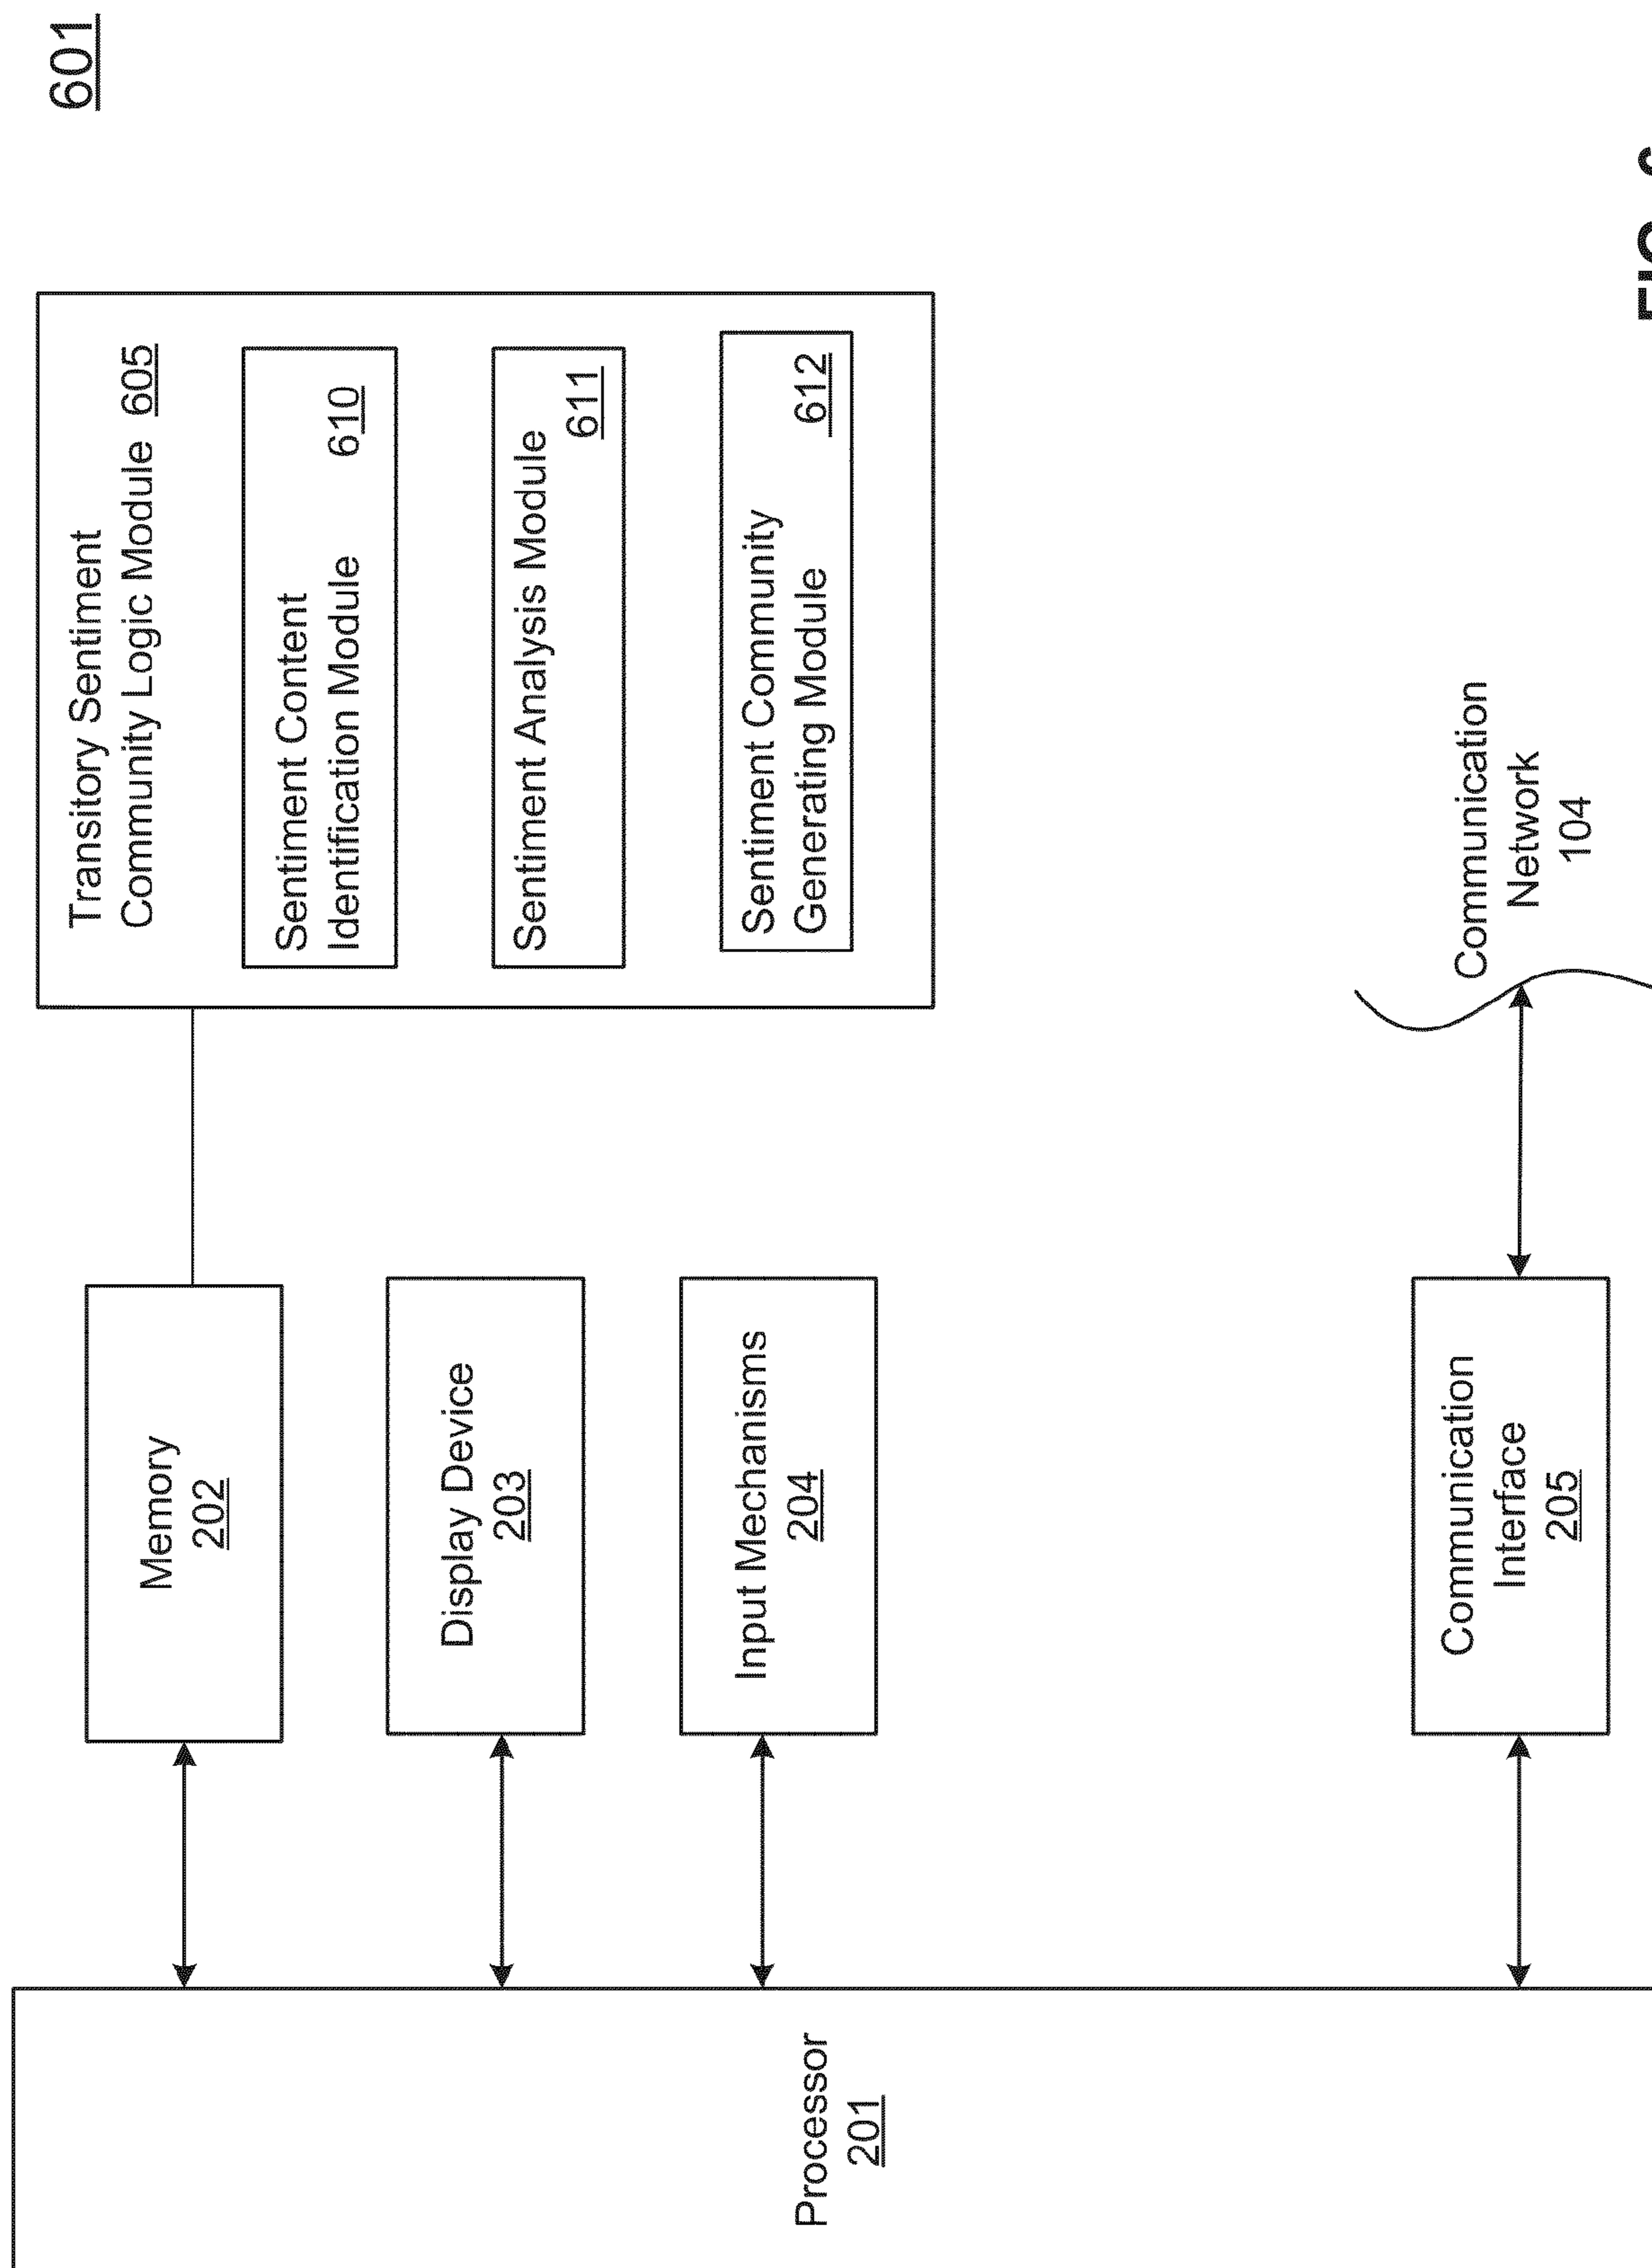 601
Transitory Sentiment
Community Logic Module 605
Sentiment Content
Identification Module 610
Sentiment Analysis Module
611
Sentiment Community
Generating Module 612
Memory
202
Display Device
203
Input Mechanisms
204
Processor
201
Communication
Interface
205
Communication
Network
104
FIG.